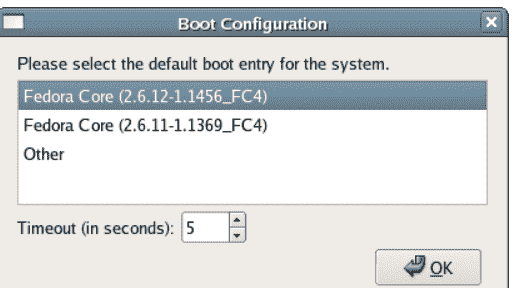 Boot Configuration
Please select the default boot entry for the system.
Fedora Core (2.6.12-1.1456_FC4)
Fedora Core (2.6.11-1.1369_FC4)
Other
Timeout (in seconds): 5
OK